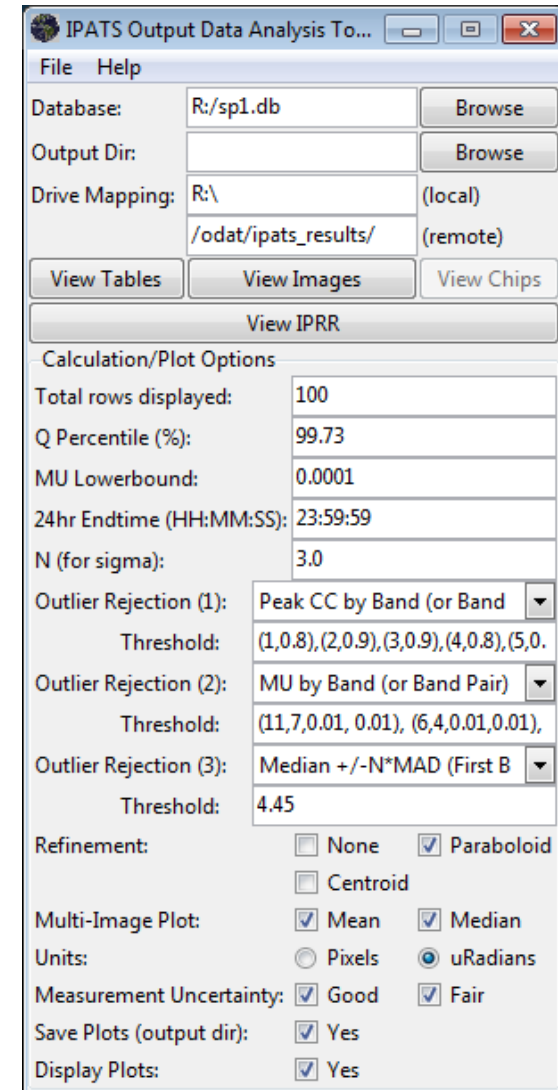 IPATS Output Data Analysis To...
File Help
Database: R:/sp1.db Browse
Output Dir: Browse
Drive Mapping: R:\ (local)
/odat/ipats_results/ (remote)
View Tables View Images View Chips
View IPRR
Calculation/Plot Options
Total rows displayed: 100
Q Percentile (%): 99.73
MU Lowerbound: 0.0001
24hr Endtime (HH:MM:SS): 23:59:59
N (for sigma): 3.0
Outlier Rejection (1): Peak CC by Band (or Band
Threshold: (1,0.8),(2,0.9),(3,0.9),(4,0.8),(5,0.
Outlier Rejection (2): MU by Band (or Band Pair)
Threshold: (11,7,0.01, 0.01), (6,4,0.01,0.01),
Outlier Rejection (3): Median +/-N*MAD (First B
Threshold: 4.45
Refinement: None Paraboloid
Centroid
Multi-Image Plot: Mean Median
Units: Pixels uRadians
Measurement Uncertainty: Good Fair
Save Plots (output dir): Yes
Display Plots: Yes